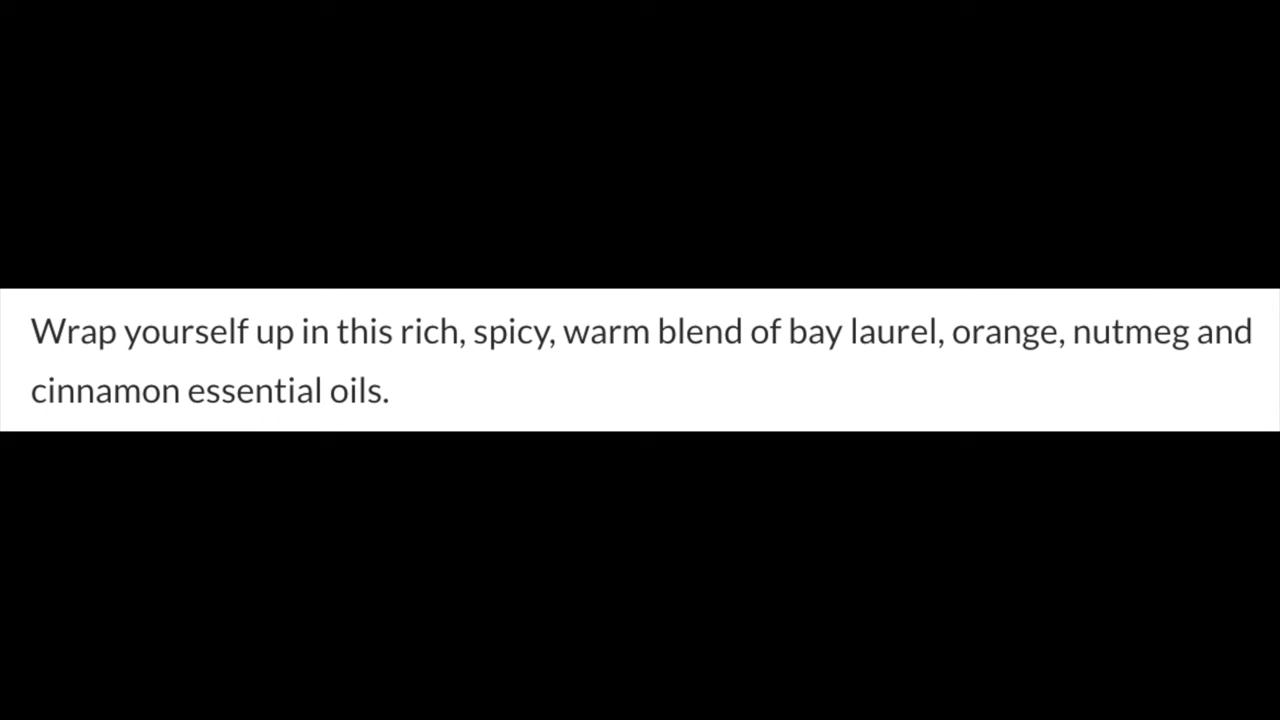 Wrap yourself up in this rich, spicy, warm blend of bay laurel, orange, nutmeg and
cinnamon essential oils.